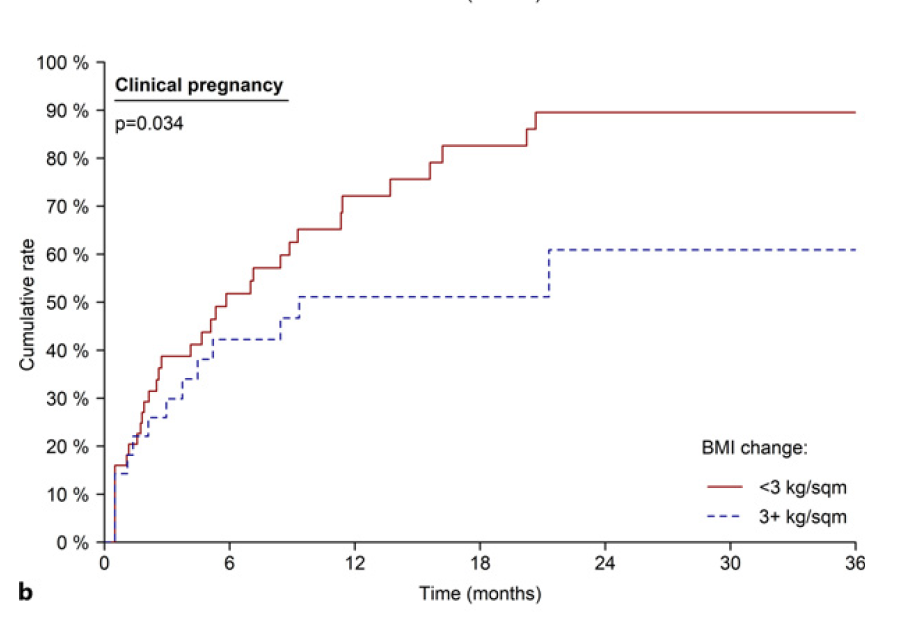 100 %
Clinical pregnancy
90 %
p=0.034
80 %
70 %
60 %
50 %
40 %
30 %
20 %
10 %
0 %
Cumulative rate
BMI change:
<3 kg/sqm
3+ kg/sqm
0 6 12 18 24 30 36
b
Time (months)